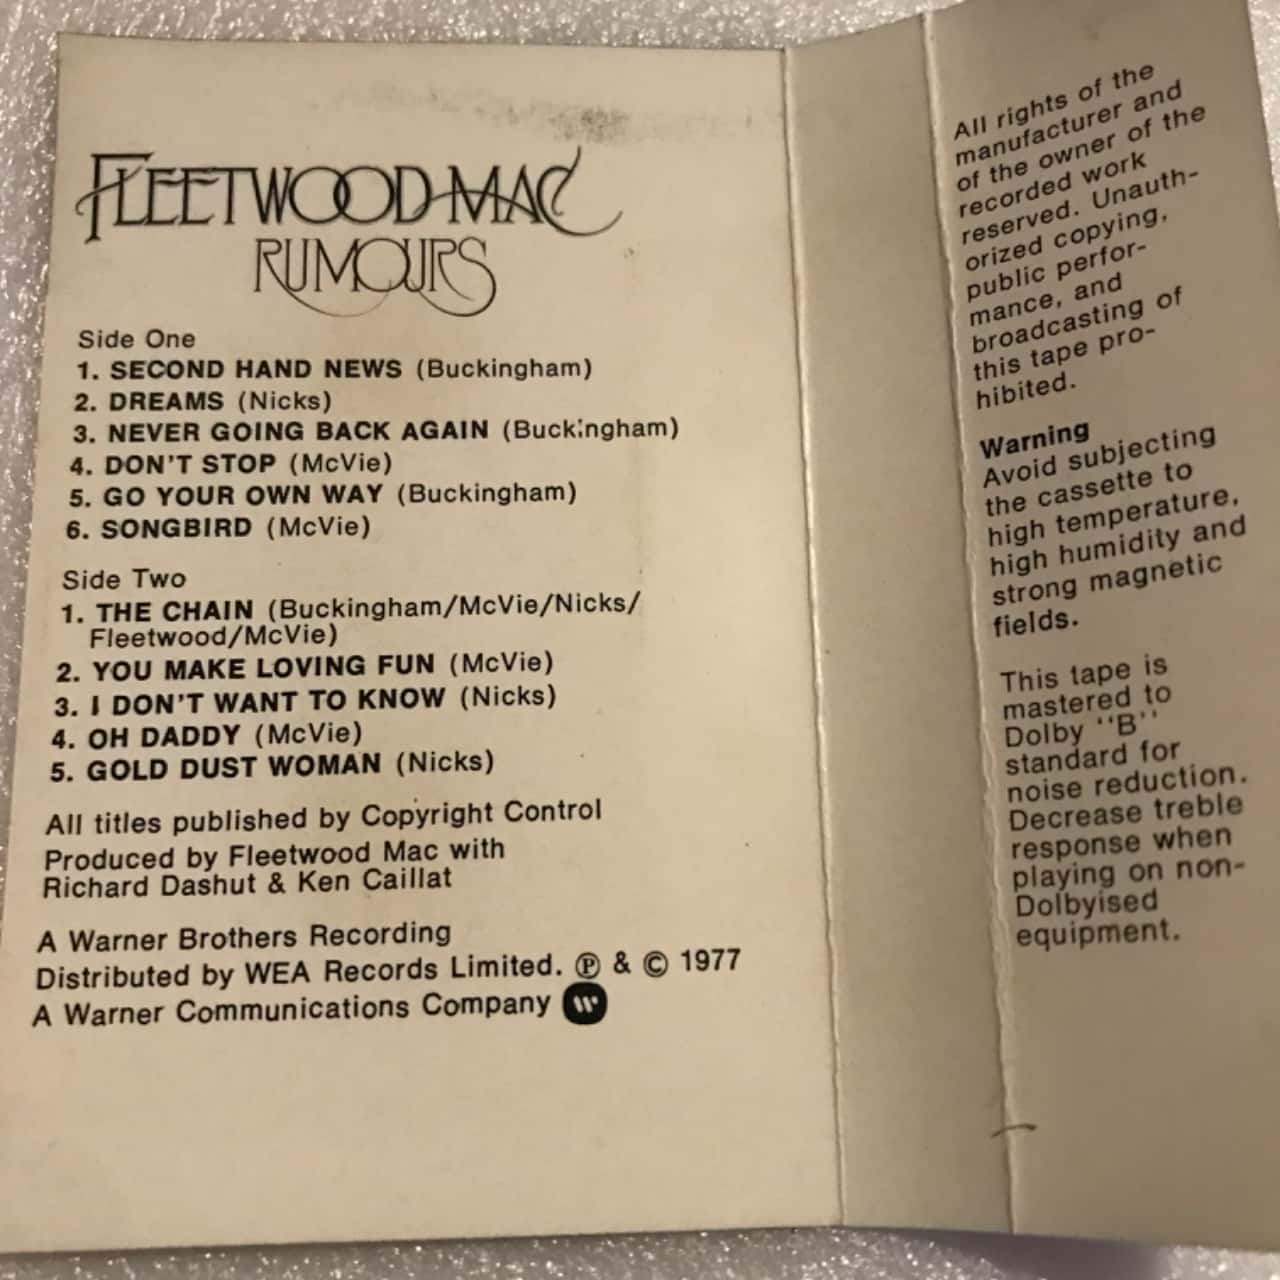 FLEETWOOD MAC
RUMOURS
Side One
1. SECOND HAND NEWS (Buckingham)
2. DREAMS (Nicks)
3. NEVER GOING BACK AGAIN (Buckingham)
4. DON'T STOP (McVie)
5. GO YOUR OWN WAY (Buckingham)
6. SONGBIRD (McVie)
Side Two
1. THE CHAIN (Buckingham/McVie/Nicks/
Fleetwood/McVie)
2. YOU MAKE LOVING FUN (McVie)
3. I DON'T WANT TO KNOW (Nicks)
4. OH DADDY (McVie)
5. GOLD DUST WOMAN (Nicks)
All titles published by Copyright Control
Produced by Fleetwood Mac with
Richard Dashut & Ken Caillat
A Warner Brothers Recording
Distributed by WEA Records Limited. ℗ & © 1977
A Warner Communications Company
All rights of the
manufacturer and
of the owner of the
recorded work
reserved. Unauth-
orized copying,
public perfor-
mance, and
broadcasting of
this tape pro-
hibited.
Warning
Avoid subjecting
the cassette to
high temperature,
high humidity and
strong magnetic
fields.
This tape is
mastered to
Dolby ''B''
standard for
noise reduction.
Decrease treble
response when
playing on non-
Dolbyised
equipment.